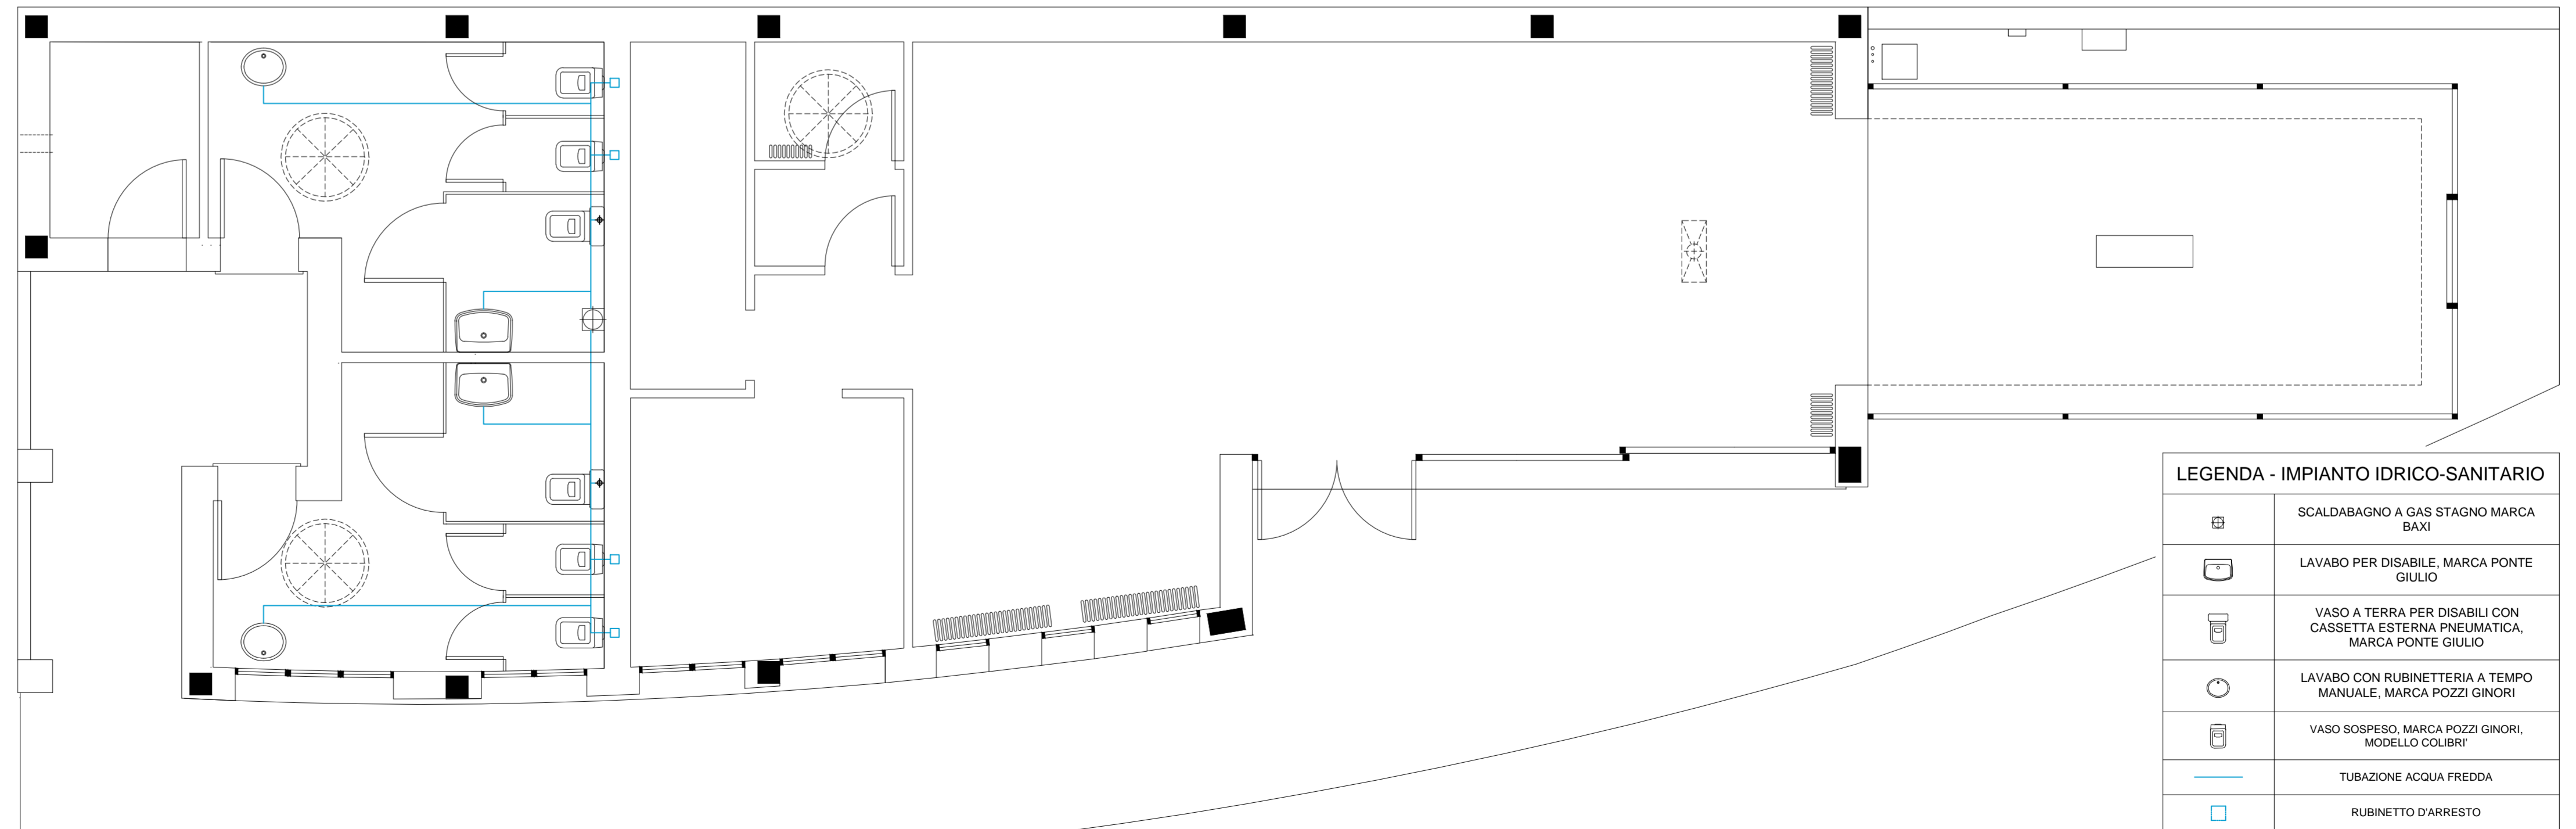 LEGENDA - IMPIANTO IDRICO-SANITARIO
SCALDABAGNO A GAS STAGNO MARCA
BAXI
LAVABO PER DISABILE, MARCA PONTE
GIULIO
VASO A TERRA PER DISABILI CON
CASSETTA ESTERNA PNEUMATICA,
MARCA PONTE GIULIO
LAVABO CON RUBINETTERIA A TEMPO
MANUALE, MARCA POZZI GINORI
VASO SOSPESO, MARCA POZZI GINORI,
MODELLO COLIBRI'
TUBAZIONE ACQUA FREDDA
RUBINETTO D'ARRESTO